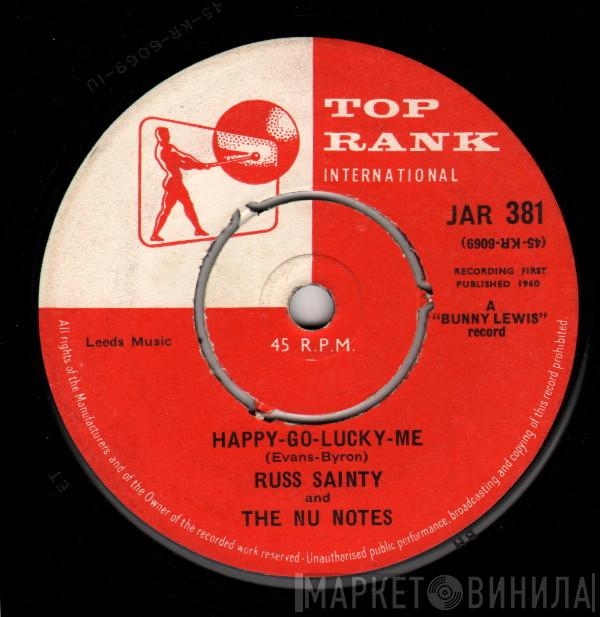 TOP
RANK
INTERNATIONAL
JAR 381
(45-KR-6069)
RECORDING FIRST
PUBLISHED 1960
A
"BUNNY LEWIS"
record
Leeds Music
45 R.P.M.
HAPPY-GO-LUCKY-ME
(Evans-Byron)
RUSS SAINTY
and
THE NU NOTES
All rights of the Manufacturers and of the Owner of the recorded work reserved - Unauthorised public performance, broadcasting and copying of this record prohibited.
45-KR-6069-1U
ET
МАРКЕТ ВИНИЛА